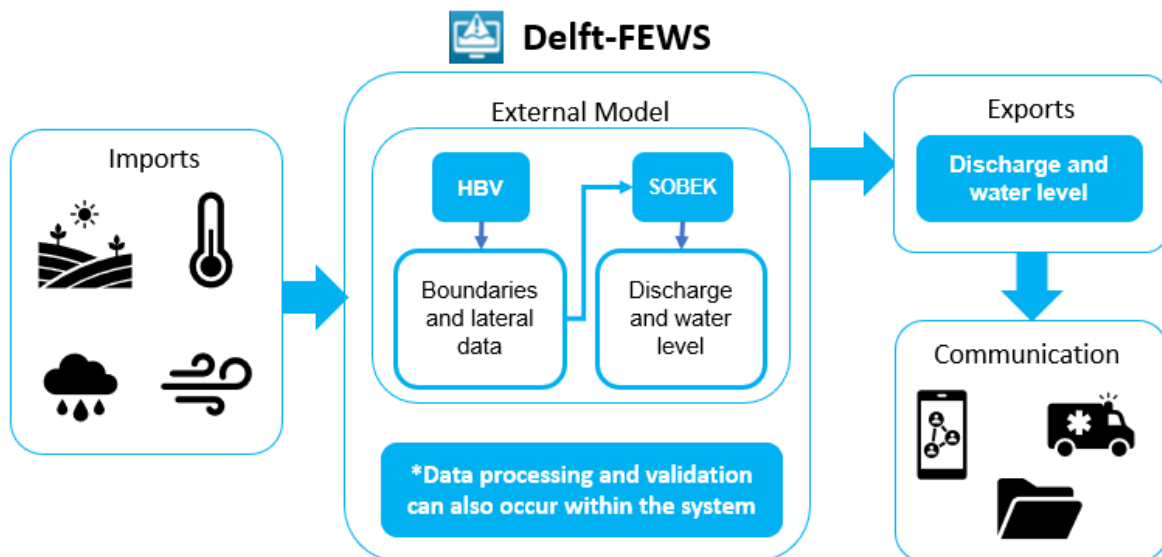 Delft-FEWS
Imports
External Model
HBV
SOBEK
Boundaries
and lateral
data
Discharge
and water
level
*Data processing and validation
can also occur within the system
Exports
Discharge and
water level
Communication